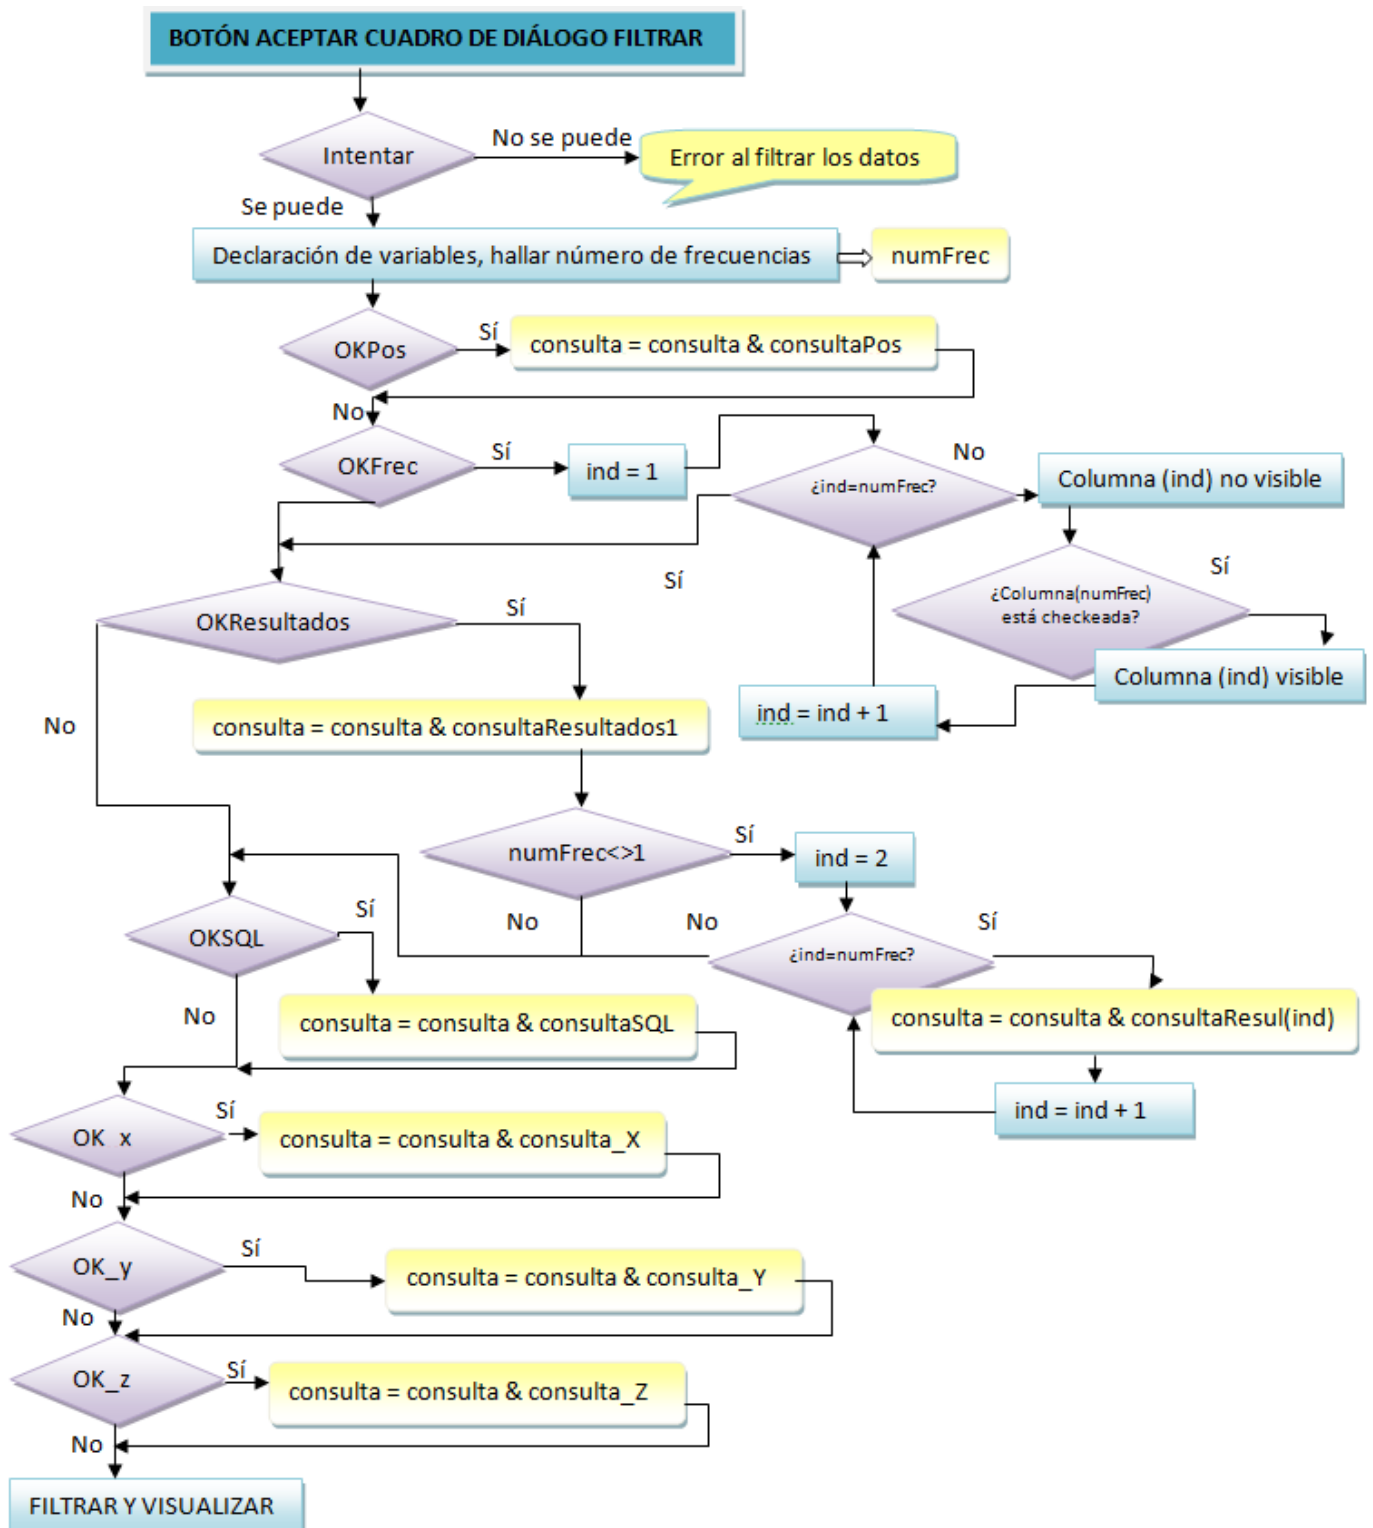 BOTÓN ACEPTAR CUADRO DE DIÁLOGO FILTRAR
Intentar
No se puede
Error al filtrar los datos
Se puede
Declaración de variables, hallar número de frecuencias
numFrec
OKPos
Sí
consulta = consulta & consultaPos
No
OKFrec
Sí
ind = 1
¿ind=numFrec?
No
Columna (ind) no visible
Sí
¿Columna(numFrec)
está checkeada?
Sí
Columna (ind) visible
ind = ind + 1
OKResultados
Sí
No
consulta = consulta & consultaResultados1
numFrec<>1
Sí
ind = 2
No
No
¿ind=numFrec?
Sí
consulta = consulta & consultaResul(ind)
ind = ind + 1
OKSQL
Sí
No
consulta = consulta & consultaSQL
OK x
Sí
consulta = consulta & consulta_X
No
OK_y
Sí
consulta = consulta & consulta_Y
No
OK_z
Sí
consulta = consulta & consulta_Z
No
FILTRAR Y VISUALIZAR